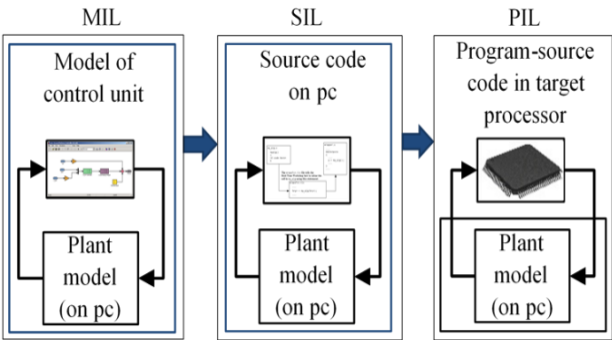 MIL
SIL
PIL
Model of
control unit
Source code
on pc
Program-source
code in target
processor
Plant
model
(on pc)
Plant
model
(on pc)
Plant
model
(on pc)